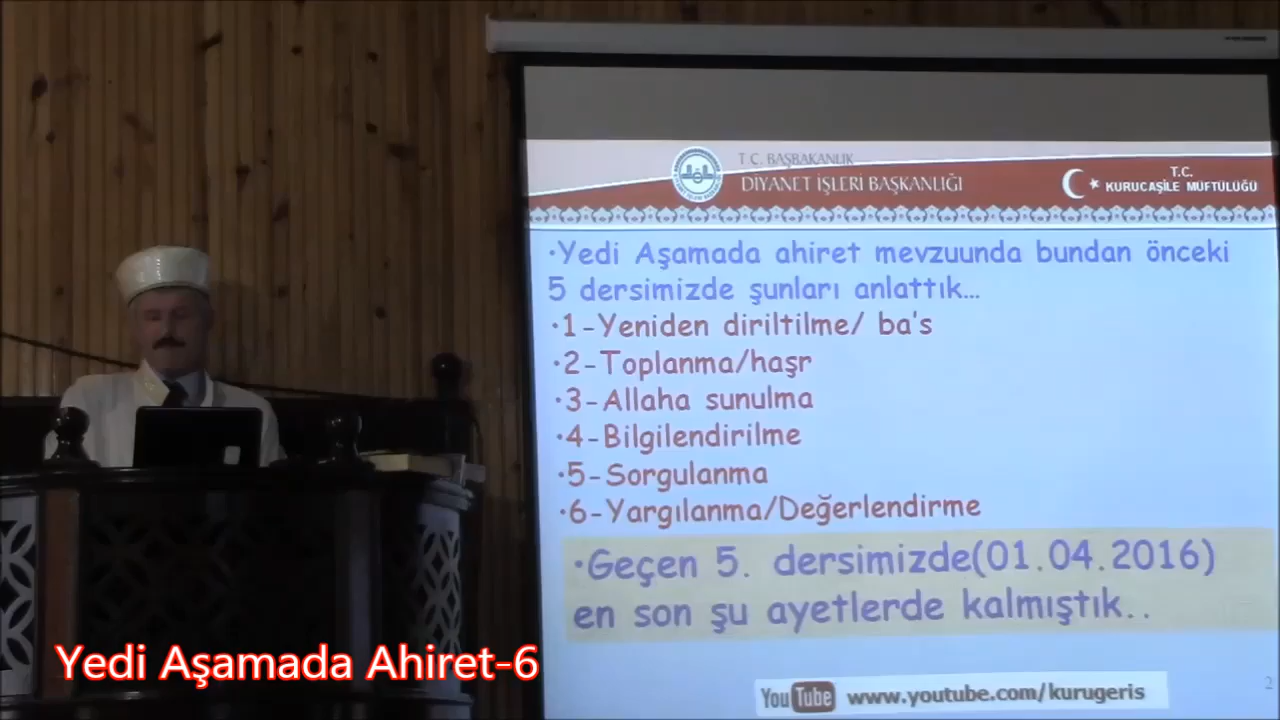 T.C. BAŞBAKANLIK
DİYANET İŞLERİ BAŞKANLIĞI
T.C.
KURUCAŞİLE MÜFTÜLÜĞÜ
•Yedi Aşamada ahiret mevzuunda bundan önceki
5 dersimizde şunları anlattık...
•1-Yeniden diriltilme/ ba's
•2-Toplanma/haşr
•3-Allaha sunulma
•4-Bilgilendirilme
•5-Sorgulanma
•6-Yargılanma/Değerlendirme
•Geçen 5. dersimizde(01.04.2016)
en son şu ayetlerde kalmıştık..
Yedi Aşamada Ahiret-6
YouTube www.youtube.com/kurugeris
2